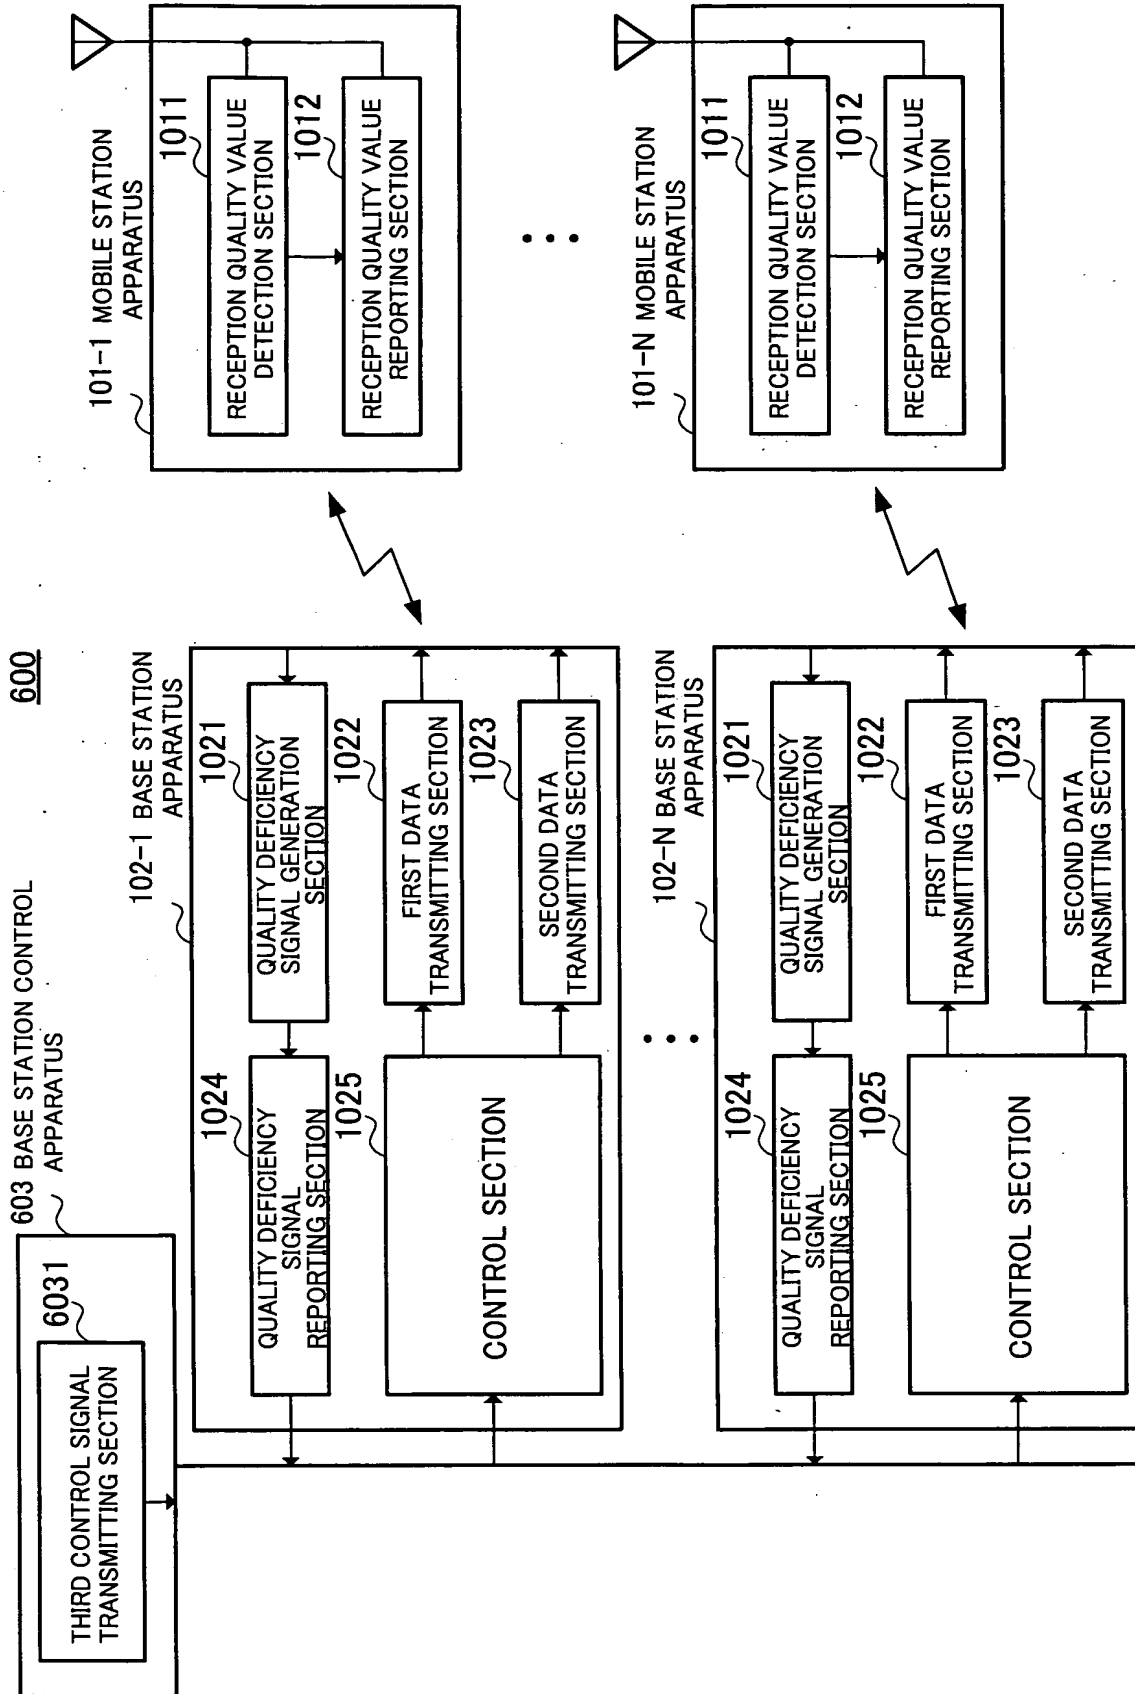 600
603 BASE STATION CONTROL
APPARATUS
6031
THIRD CONTROL SIGNAL
TRANSMITTING SECTION
102-1 BASE STATION
APPARATUS
1024
QUALITY DEFICIENCY
SIGNAL
REPORTING SECTION
1021
QUALITY DEFICIENCY
SIGNAL GENERATION
SECTION
1025
CONTROL SECTION
1022
FIRST DATA
TRANSMITTING SECTION
1023
SECOND DATA
TRANSMITTING SECTION
101-1 MOBILE STATION
APPARATUS
1011
RECEPTION QUALITY VALUE
DETECTION SECTION
1012
RECEPTION QUALITY VALUE
REPORTING SECTION
102-N BASE STATION
APPARATUS
1024
QUALITY DEFICIENCY
SIGNAL
REPORTING SECTION
1021
QUALITY DEFICIENCY
SIGNAL GENERATION
SECTION
1025
CONTROL SECTION
1022
FIRST DATA
TRANSMITTING SECTION
1023
SECOND DATA
TRANSMITTING SECTION
101-N MOBILE STATION
APPARATUS
1011
RECEPTION QUALITY VALUE
DETECTION SECTION
1012
RECEPTION QUALITY VALUE
REPORTING SECTION